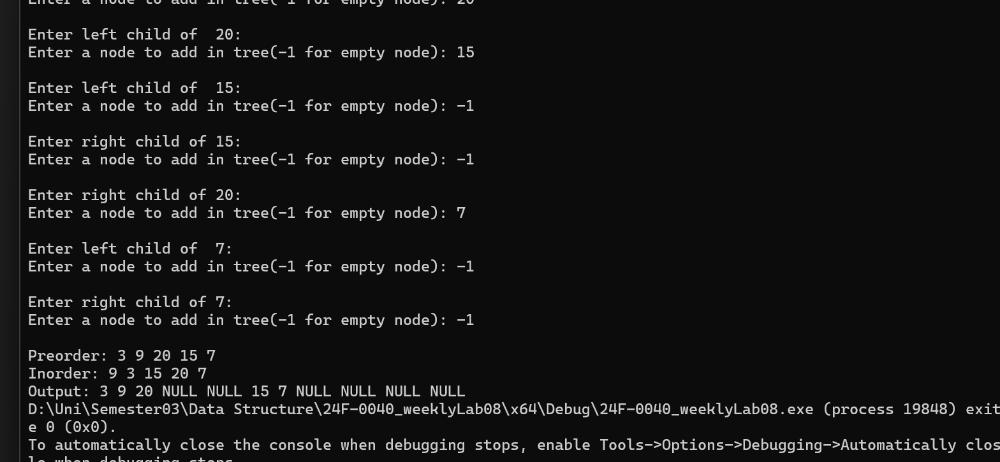 Enter a node to add in tree(-1 for empty node): 20
Enter left child of  20:
Enter a node to add in tree(-1 for empty node): 15
Enter left child of  15:
Enter a node to add in tree(-1 for empty node): -1
Enter right child of 15:
Enter a node to add in tree(-1 for empty node): -1
Enter right child of 20:
Enter a node to add in tree(-1 for empty node): 7
Enter left child of  7:
Enter a node to add in tree(-1 for empty node): -1
Enter right child of 7:
Enter a node to add in tree(-1 for empty node): -1
Preorder: 3 9 20 15 7
Inorder: 9 3 15 20 7
Output: 3 9 20 NULL NULL 15 7 NULL NULL NULL NULL
D:\Uni\Semester03\Data Structure\24F-0040_weeklyLab08\x64\Debug\24F-0040_weeklyLab08.exe (process 19848) exit
e 0 (0x0).
To automatically close the console when debugging stops, enable Tools->Options->Debugging->Automatically clos
le when debugging stops.